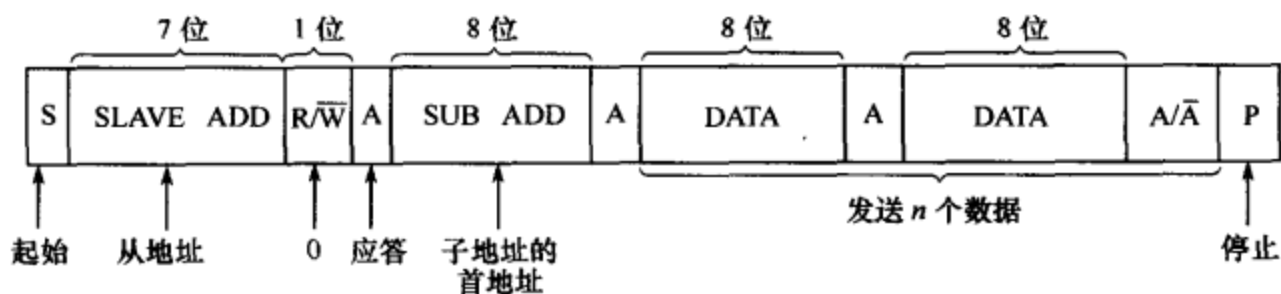 7 位 1 位 8 位 8 位 8 位
S SLAVE ADD R/W̅ A SUB ADD A DATA A DATA A/A̅ P
发送 n 个数据
起始 从地址 0 应答 子地址的 停止
首地址